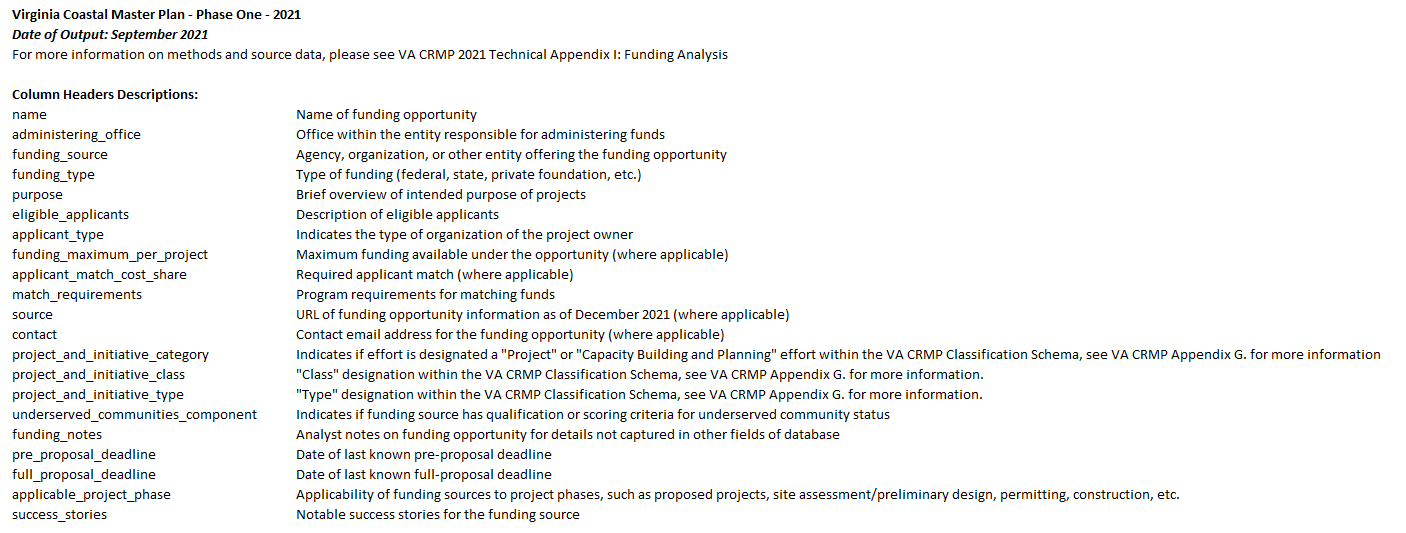 Virginia Coastal Master Plan - Phase One - 2021
Date of Output: September 2021
For more information on methods and source data, please see VA CRMP 2021 Technical Appendix I: Funding Analysis
Column Headers Descriptions:
name Name of funding opportunity
administering_office Office within the entity responsible for administering funds
funding_source Agency, organization, or other entity offering the funding opportunity
funding_type Type of funding (federal, state, private foundation, etc.)
purpose Brief overview of intended purpose of projects
eligible_applicants Description of eligible applicants
applicant_type Indicates the type of organization of the project owner
funding_maximum_per_project Maximum funding available under the opportunity (where applicable)
applicant_match_cost_share Required applicant match (where applicable)
match_requirements Program requirements for matching funds
source URL of funding opportunity information as of December 2021 (where applicable)
contact Contact email address for the funding opportunity (where applicable)
project_and_initiative_category Indicates if effort is designated a "Project" or "Capacity Building and Planning" effort within the VA CRMP Classification Schema, see VA CRMP Appendix G. for more information
project_and_initiative_class "Class" designation within the VA CRMP Classification Schema, see VA CRMP Appendix G. for more information.
project_and_initiative_type "Type" designation within the VA CRMP Classification Schema, see VA CRMP Appendix G. for more information.
underserved_communities_component Indicates if funding source has qualification or scoring criteria for underserved community status
funding_notes Analyst notes on funding opportunity for details not captured in other fields of database
pre_proposal_deadline Date of last known pre-proposal deadline
full_proposal_deadline Date of last known full-proposal deadline
applicable_project_phase Applicability of funding sources to project phases, such as proposed projects, site assessment/preliminary design, permitting, construction, etc.
success_stories Notable success stories for the funding source